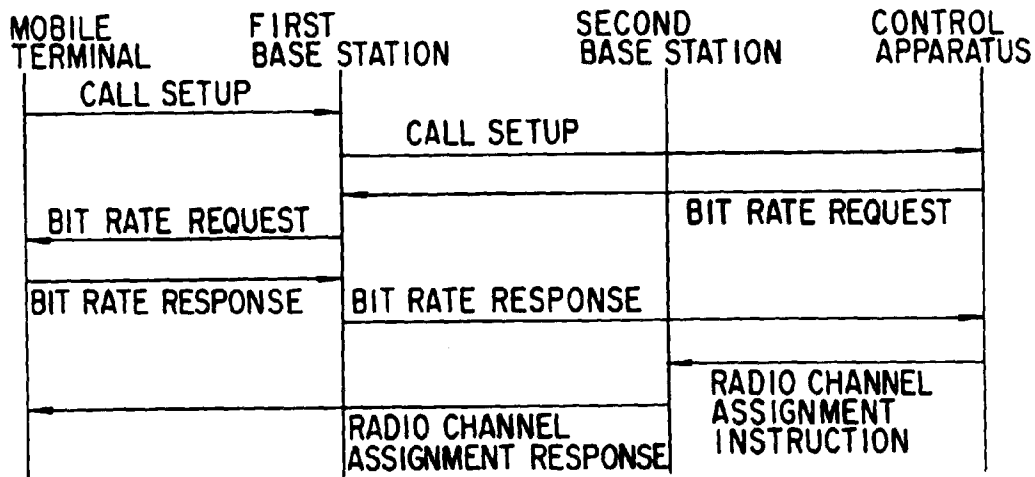 MOBILE
TERMINAL
FIRST
BASE STATION
SECOND
BASE STATION
CONTROL
APPARATUS
CALL SETUP
CALL SETUP
BIT RATE REQUEST
BIT RATE REQUEST
BIT RATE RESPONSE
BIT RATE RESPONSE
RADIO CHANNEL
ASSIGNMENT
INSTRUCTION
RADIO CHANNEL
ASSIGNMENT RESPONSE